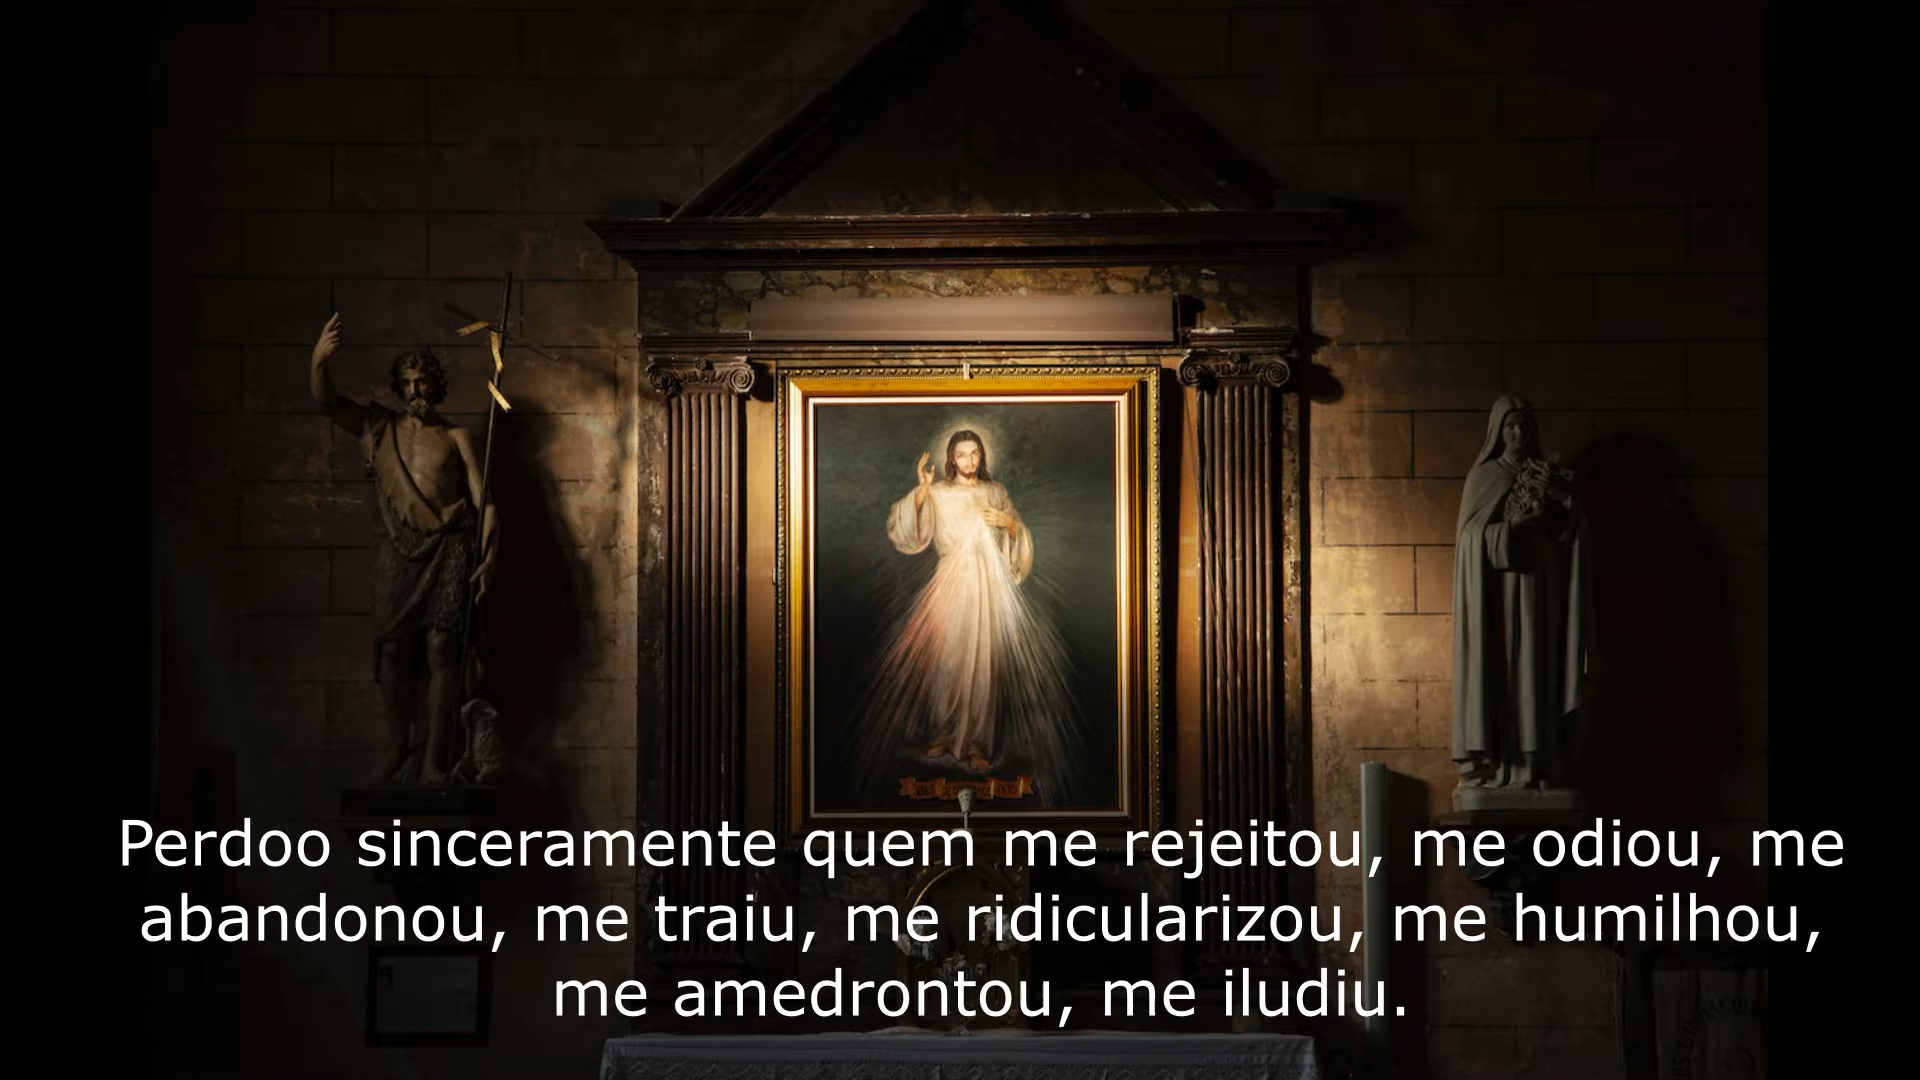 Perdoo sinceramente quem me rejeitou, me odiou, me
abandonou, me traiu, me ridicularizou, me humilhou,
me amedrontou, me iludiu.